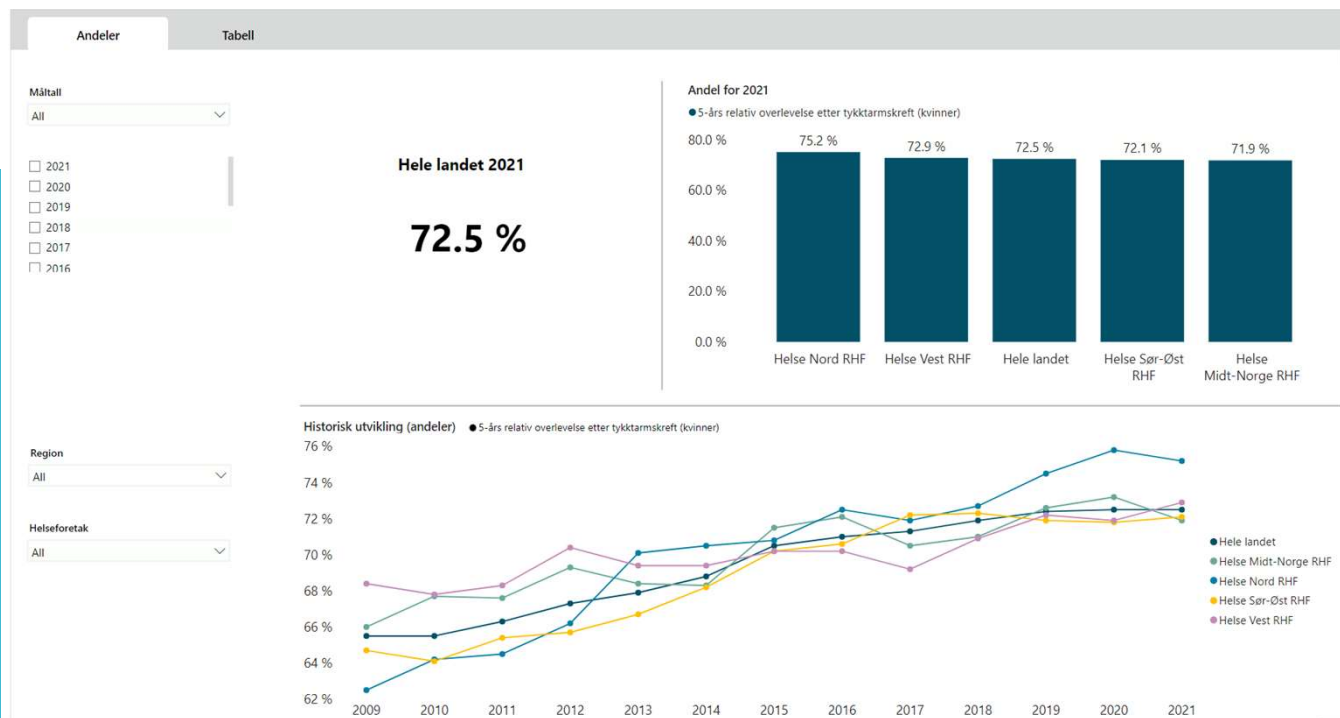 Andeler
Tabell
Måltall
All
2021
2020
2019
2018
2017
2016
Region
All
Helseforetak
All
Hele landet 2021
72.5 %
Andel for 2021
5-års relativ overlevelse etter tykktarmskreft (kvinner)
80.0 %
60.0 %
40.0 %
20.0 %
0.0 %
75.2 %
72.9 %
72.5 %
72.1 %
71.9 %
Helse Nord RHF
Helse Vest RHF
Hele landet
Helse Sør-Øst
RHF
Helse
Midt-Norge RHF
Historisk utvikling (andeler)
5-års relativ overlevelse etter tykktarmskreft (kvinner)
76 %
74 %
72 %
70 %
68 %
66 %
64 %
62 %
2009
2010
2011
2012
2013
2014
2015
2016
2017
2018
2019
2020
2021
Hele landet
Helse Midt-Norge RHF
Helse Nord RHF
Helse Sør-Øst RHF
Helse Vest RHF